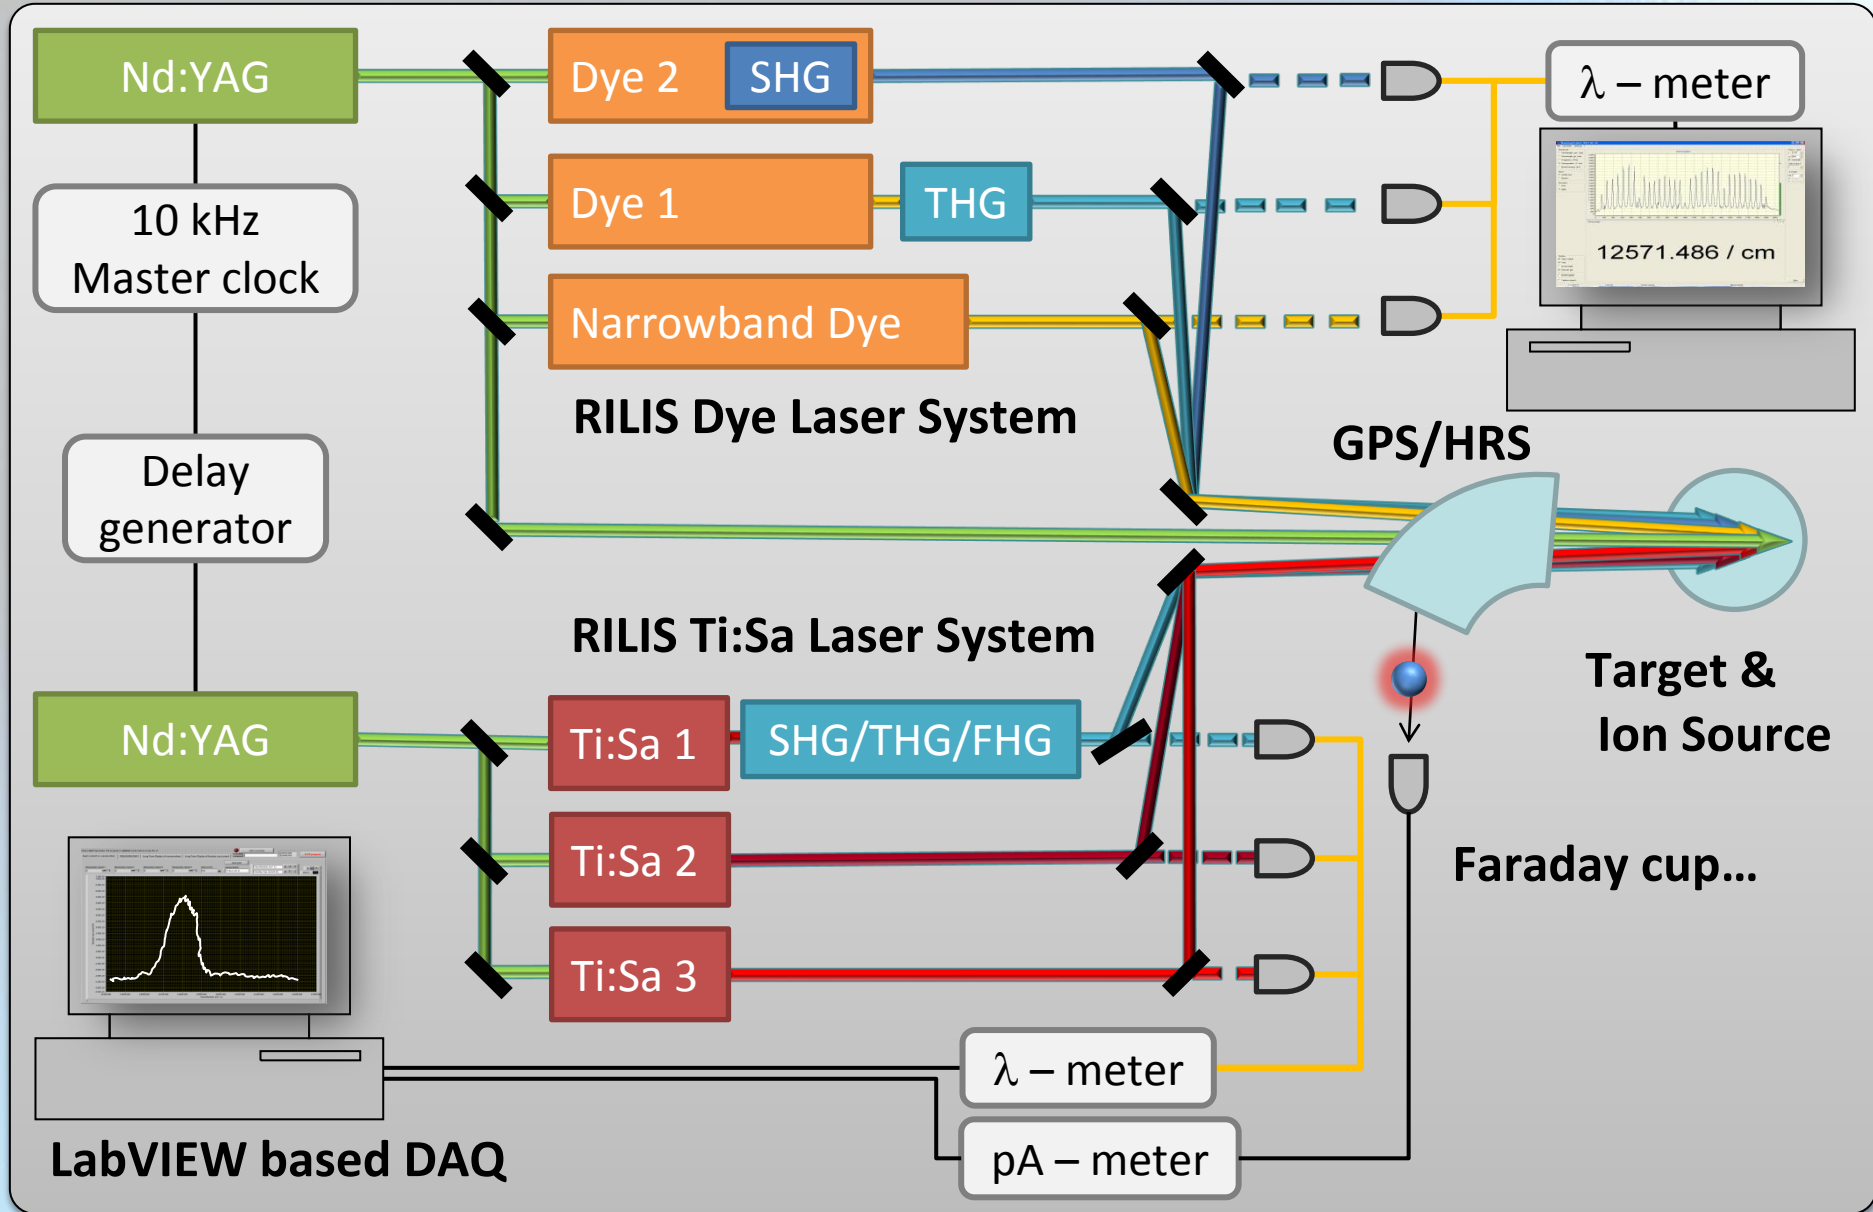 Nd:YAG
Dye 2
SHG
λ – meter
10 kHz
Master clock
Dye 1
THG
12571.486 / cm
Narrowband Dye
RILIS Dye Laser System
GPS/HRS
Delay
generator
RILIS Ti:Sa Laser System
Target &
Ion Source
Nd:YAG
Ti:Sa 1
SHG/THG/FHG
Ti:Sa 2
Faraday cup…
Ti:Sa 3
λ – meter
pA – meter
LabVIEW based DAQ